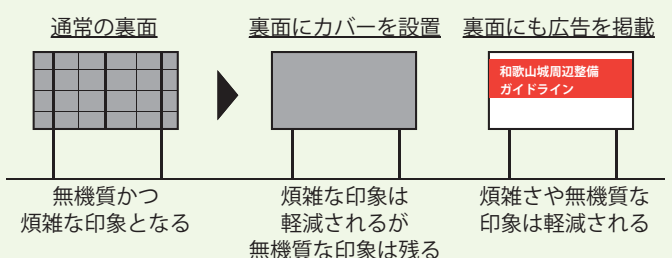 通常の裏面
裏面にカバーを設置
裏面にも広告を掲載
和歌山城周辺整備
ガイドライン
無機質かつ
煩雑な印象となる
煩雑な印象は
軽減されるが
無機質な印象は残る
煩雑さや無機質な
印象は軽減される